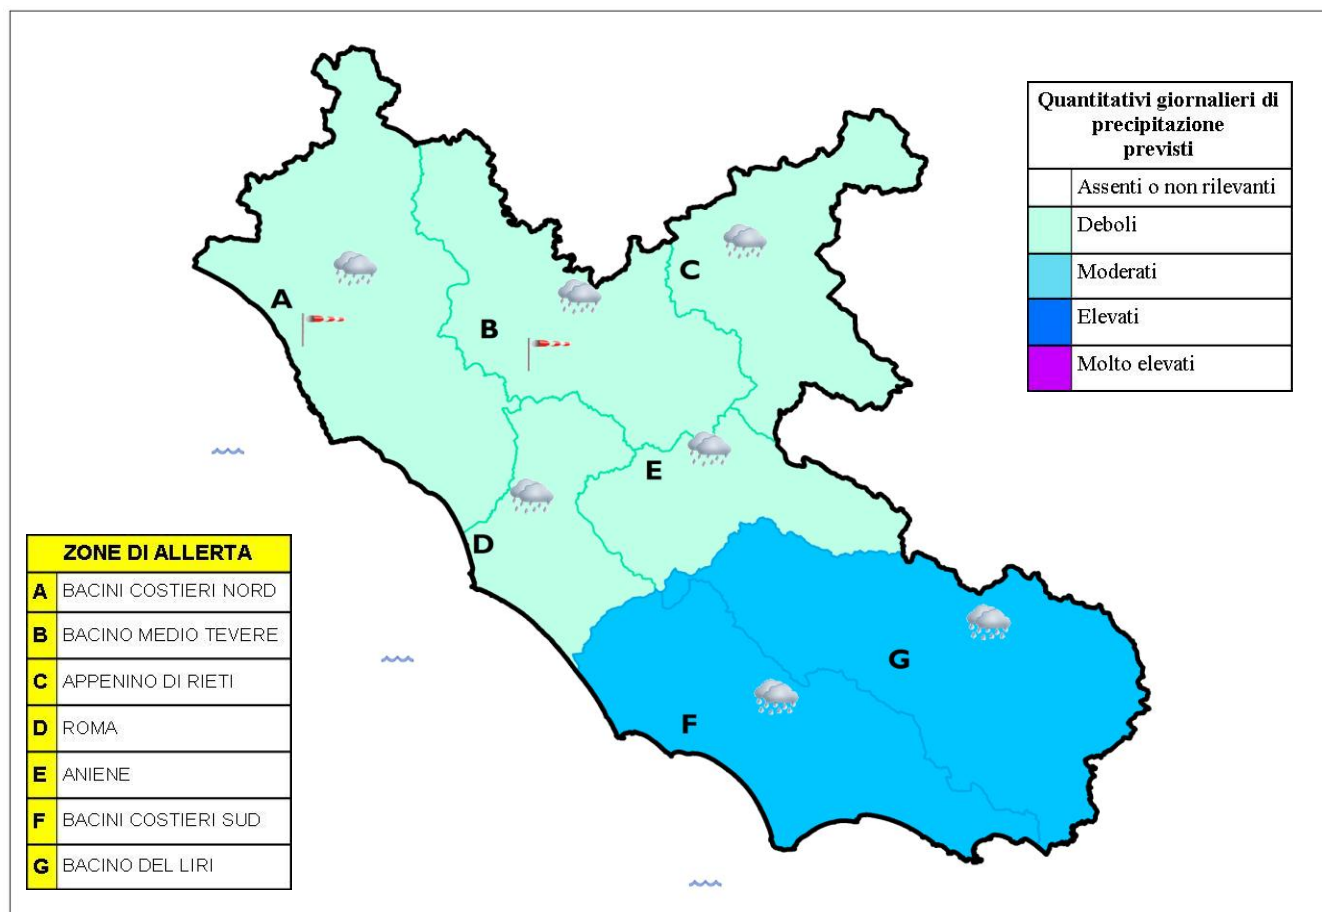 Quantitativi giornalieri di
precipitazione
previsti
Assenti o non rilevanti
Deboli
Moderati
Elevati
Molto elevati
C
A
B
E
D
G
F
ZONE DI ALLERTA
A BACINI COSTIERI NORD
B BACINO MEDIO TEVERE
C APPENINO DI RIETI
D ROMA
E ANIENE
F BACINI COSTIERI SUD
G BACINO DEL LIRI